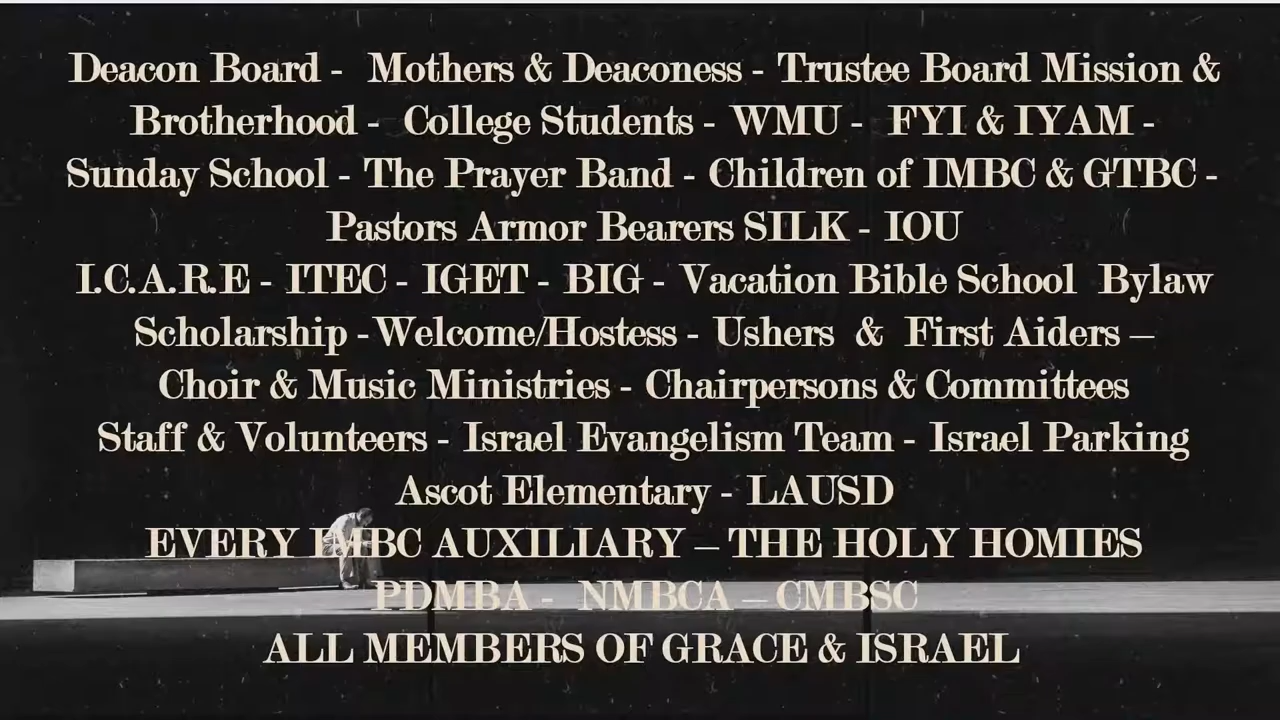 Deacon Board - Mothers & Deaconess - Trustee Board Mission &
Brotherhood - College Students - WMU - FYI & IYAM -
Sunday School - The Prayer Band - Children of IMBC & GTBC -
Pastors Armor Bearers SILK - IOU
I.C.A.R.E - ITEC - IGET - BIG - Vacation Bible School Bylaw
Scholarship -Welcome/Hostess - Ushers & First Aiders –
Choir & Music Ministries - Chairpersons & Committees
Staff & Volunteers - Israel Evangelism Team - Israel Parking
Ascot Elementary - LAUSD
EVERY IMBC AUXILIARY – THE HOLY HOMIES
PDMBA - NMBCA – CMBSC
ALL MEMBERS OF GRACE & ISRAEL